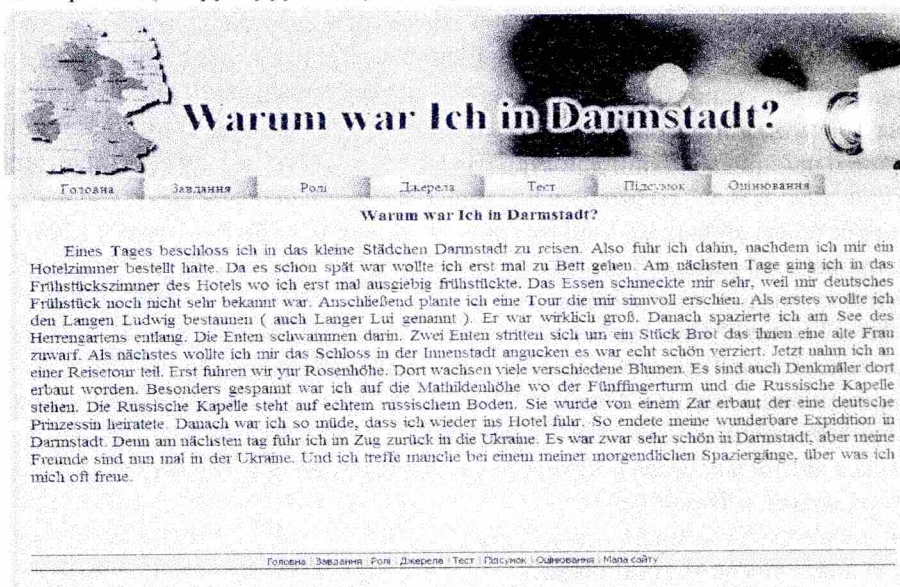 Warum war Ich in Darmstadt?
Головна Завдання Ролі Джерела Тест Підсумок Оцінювання
Warum war Ich in Darmstadt?
Eines Tages beschloss ich in das kleine Städchen Darmstadt zu reisen. Also fuhr ich dahin, nachdem ich mir ein
Hotelzimmer bestellt hatte. Da es schon spät war wollte ich erst mal zu Bett gehen. Am nächsten Tage ging ich in das
Frühstückszimmer des Hotels wo ich erst mal ausgiebig frühstückte. Das Essen schmeckte mir sehr, weil mir deutsches
Frühstück noch nicht sehr bekannt war. Anschließend plante ich eine Tour die mir sinnvoll erschien. Als erstes wollte ich
den Langen Ludwig bestaunen ( auch Langer Lui genannt ). Er war wirklich groß. Danach spazierte ich am See des
Herrengartens entlang. Die Enten schwammen darin. Zwei Enten stritten sich um ein Stück Brot das ihnen eine alte Frau
zuwarf. Als nächstes wollte ich mir das Schloss in der Innenstadt angucken es war echt schön verziert. Jetzt nahm ich an
einer Reisetour teil. Erst fuhren wir yur Rosenhöhe. Dort wachsen viele verschiedene Blumen. Es sind auch Denkmäler dort
erbaut worden. Besonders gespannt war ich auf die Mathildenhöhe wo der Fünffingerturm und die Russische Kapelle
stehen. Die Russische Kapelle steht auf echtem russischem Boden. Sie wurde von einem Zar erbaut der eine deutsche
Prinzessin heiratete. Danach war ich so müde, dass ich wieder ins Hotel fuhr. So endete meine wunderbare Expidition in
Darmstadt. Denn am nächsten tag fuhr ich im Zug zurück in die Ukraine. Es war zwar sehr schön in Darmstadt, aber meine
Freunde sind nun mal in der Ukraine. Und ich treffe manche bei einem meiner morgendlichen Spaziergänge, über was ich
mich oft freue.
Головна | Завдання | Ролі | Джерела | Тест | Підсумок | Оцінювання | Мапа сайту